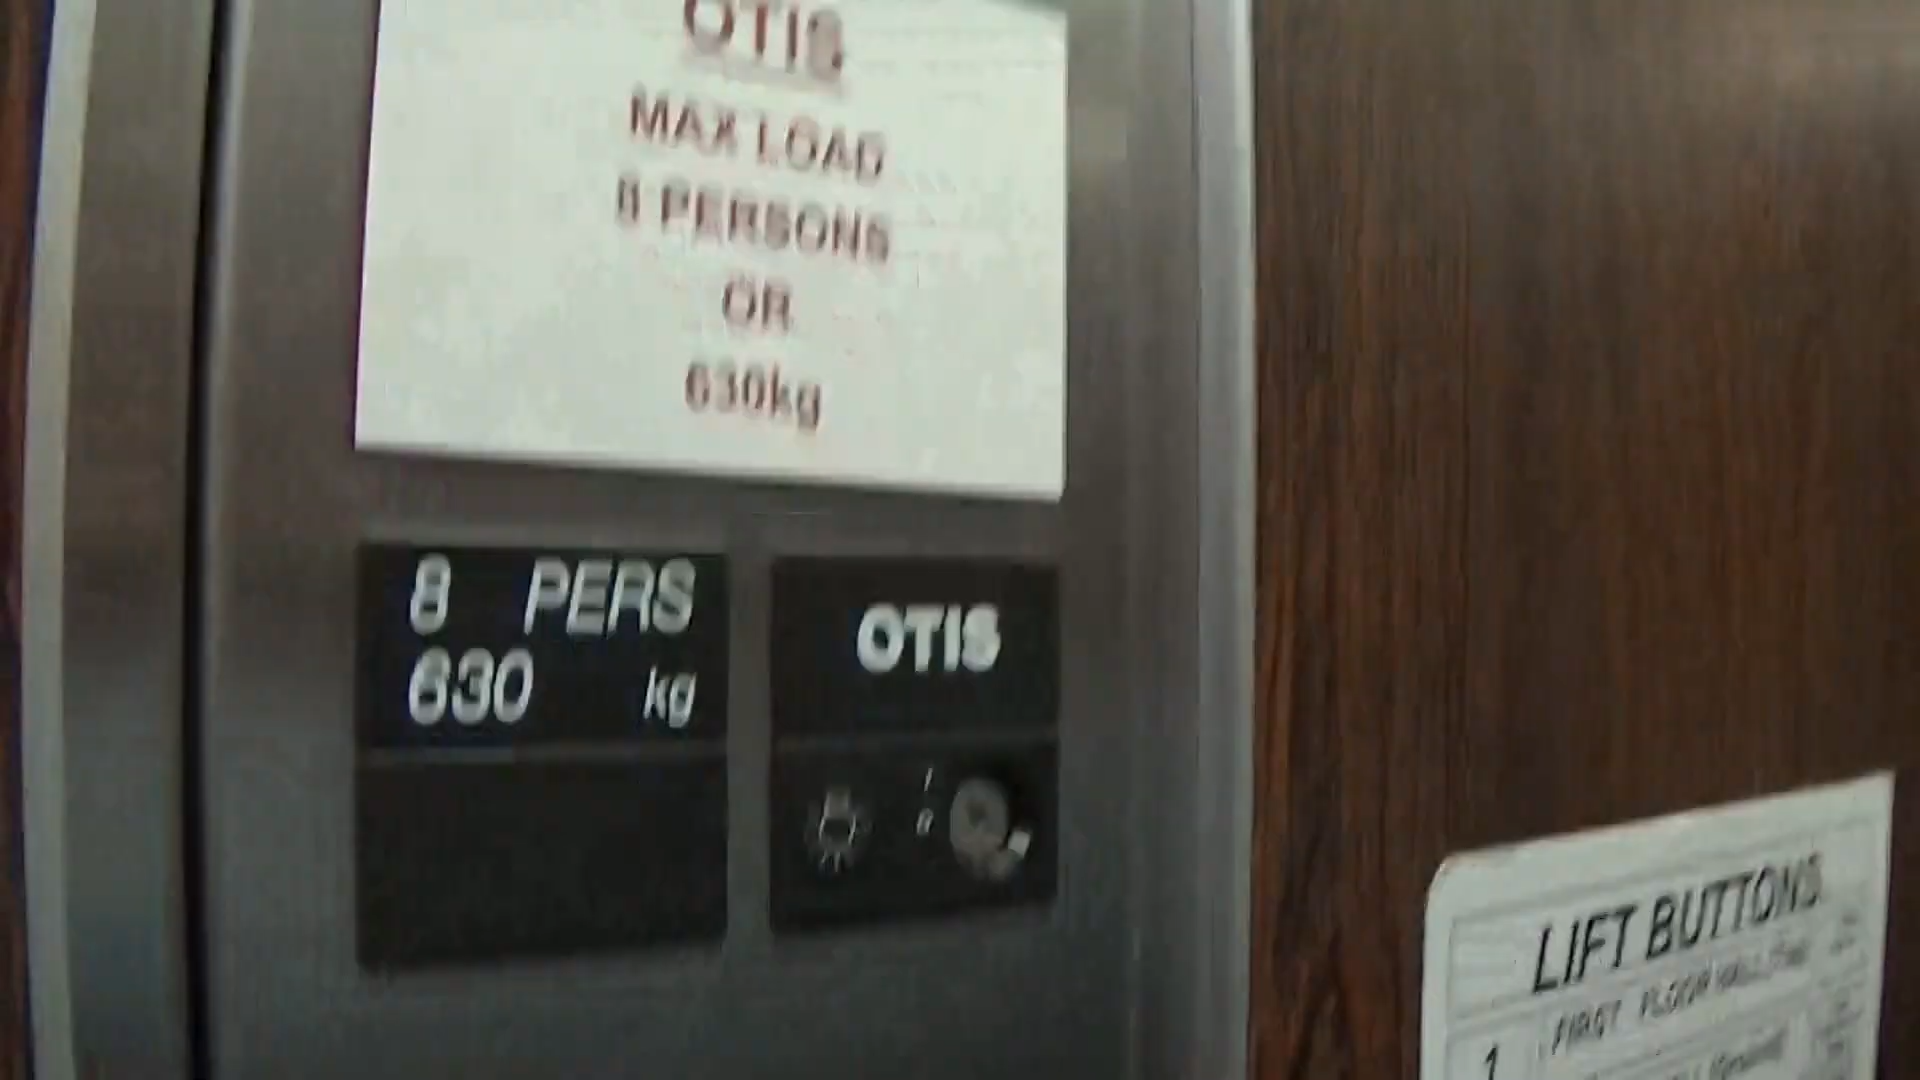 OTIS
MAX LOAD
8 PERSONS
OR
630kg
8 PERS
630 kg
OTIS
LIFT BUTTONS
1 FIRST FLOOR